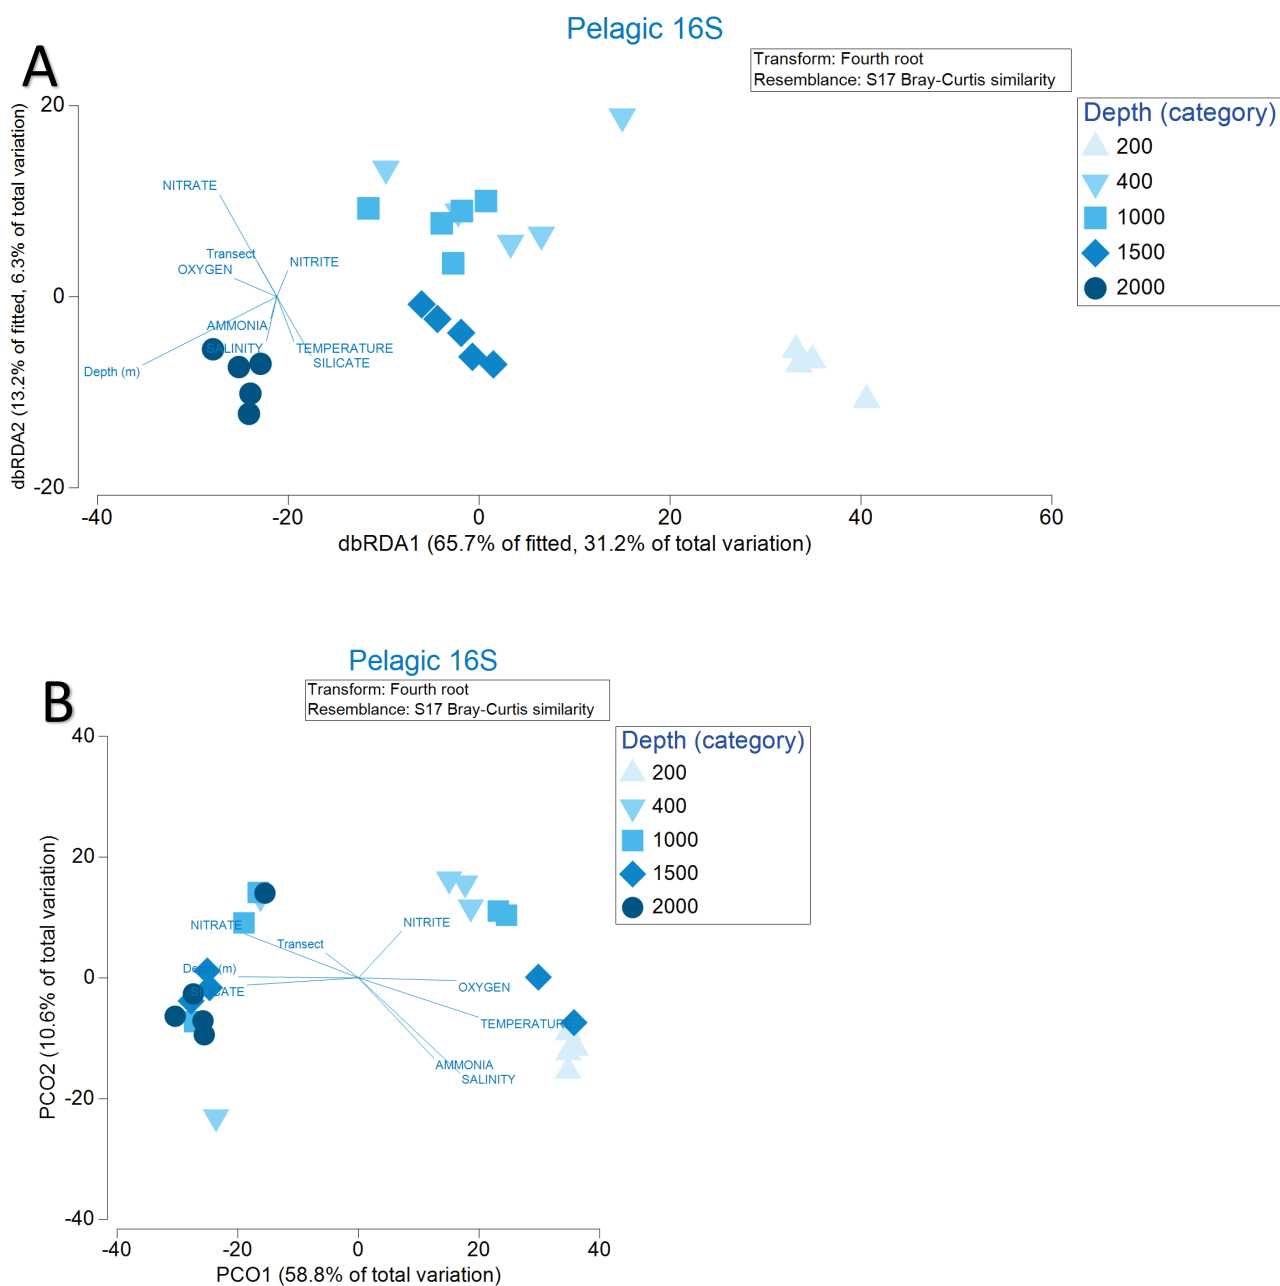 Pelagic 16S
A
Transform: Fourth root
Resemblance: S17 Bray-Curtis similarity
Depth (category)
200
400
1000
1500
2000
dbRDA2 (13.2% of fitted, 6.3% of total variation)
20
0
-20
NITRATE
Transect
OXYGEN
NITRITE
AMMONIA
SALINITY
TEMPERATURE
SILICATE
Depth (m)
-40
-20
0
20
40
60
dbRDA1 (65.7% of fitted, 31.2% of total variation)
Pelagic 16S
B
Transform: Fourth root
Resemblance: S17 Bray-Curtis similarity
Depth (category)
200
400
1000
1500
2000
PCO2 (10.6% of total variation)
40
20
0
-20
-40
NITRATE
Transect
NITRITE
Depth (m)
SILICATE
OXYGEN
TEMPERATURE
AMMONIA
SALINITY
-40
-20
0
20
40
PCO1 (58.8% of total variation)